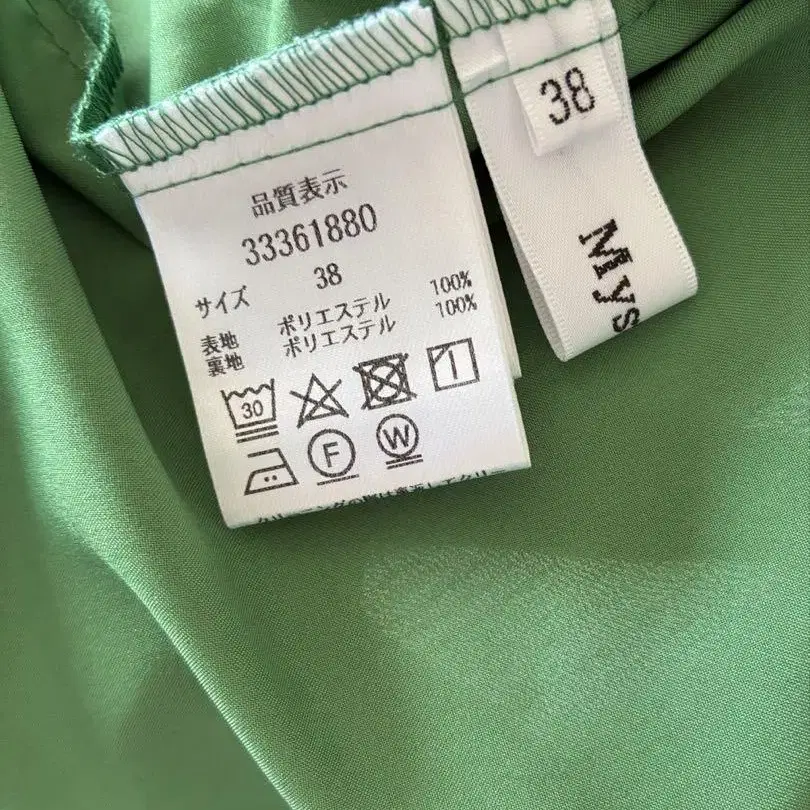 品質表示
33361880
サイズ 38
表地 ポリエステル 100%
裏地 ポリエステル 100%
30
F W
38
Mys